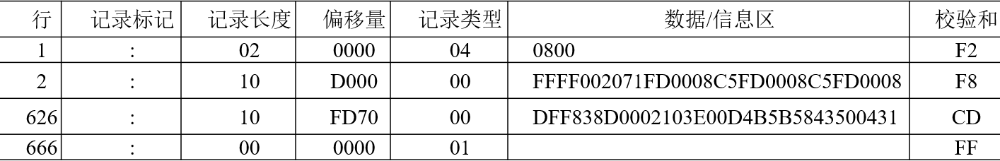 行 记录标记 记录长度 偏移量 记录类型 数据/信息区 校验和
1 : 02 0000 04 0800 F2
2 : 10 D000 00 FFFF002071FD0008C5FD0008C5FD0008 F8
626 : 10 FD70 00 DFF838D0002103E00D4B5B5843500431 CD
666 : 00 0000 01 FF